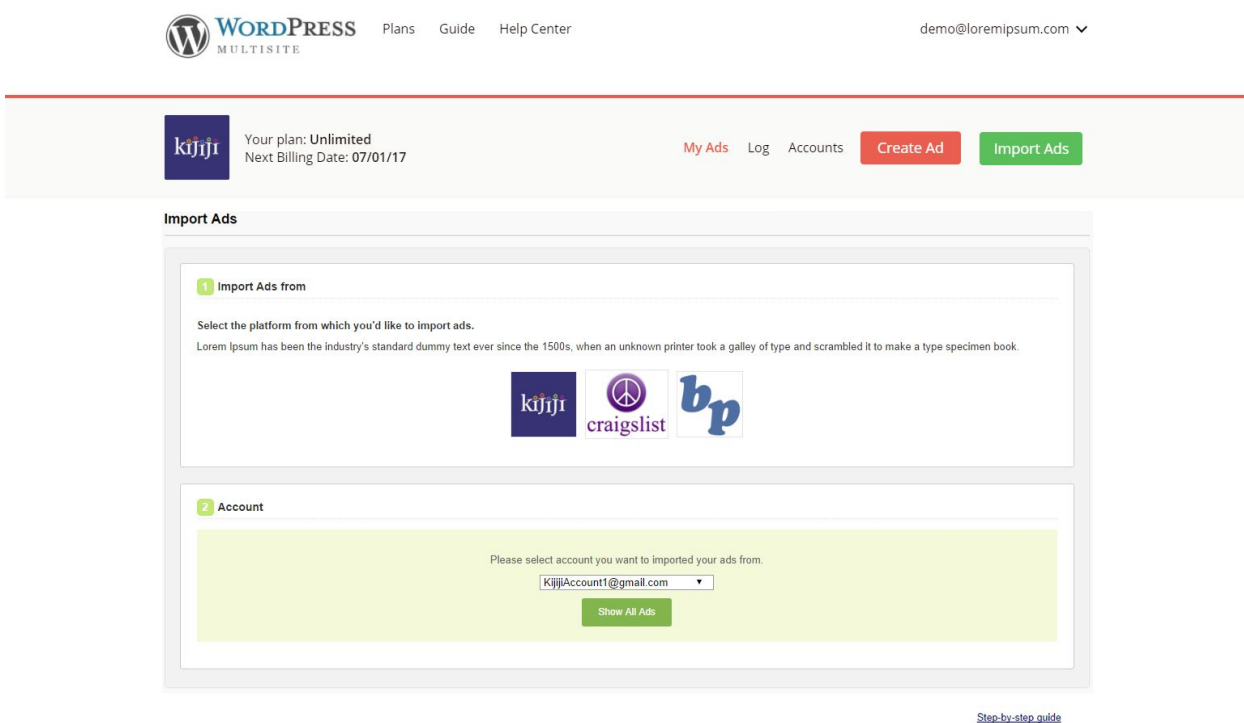 WORDPRESS
MULTISITE
Plans Guide Help Center
demo@loremipsum.com
kijiji
Your plan: Unlimited
Next Billing Date: 07/01/17
My Ads Log Accounts Create Ad Import Ads
Import Ads
1 Import Ads from
Select the platform from which you'd like to import ads.
Lorem Ipsum has been the industry's standard dummy text ever since the 1500s, when an unknown printer took a galley of type and scrambled it to make a type specimen book.
kijiji
craigslist
bp
2 Account
Please select account you want to imported your ads from.
KijijiAccount1@gmail.com
Show All Ads
Step-by-step guide